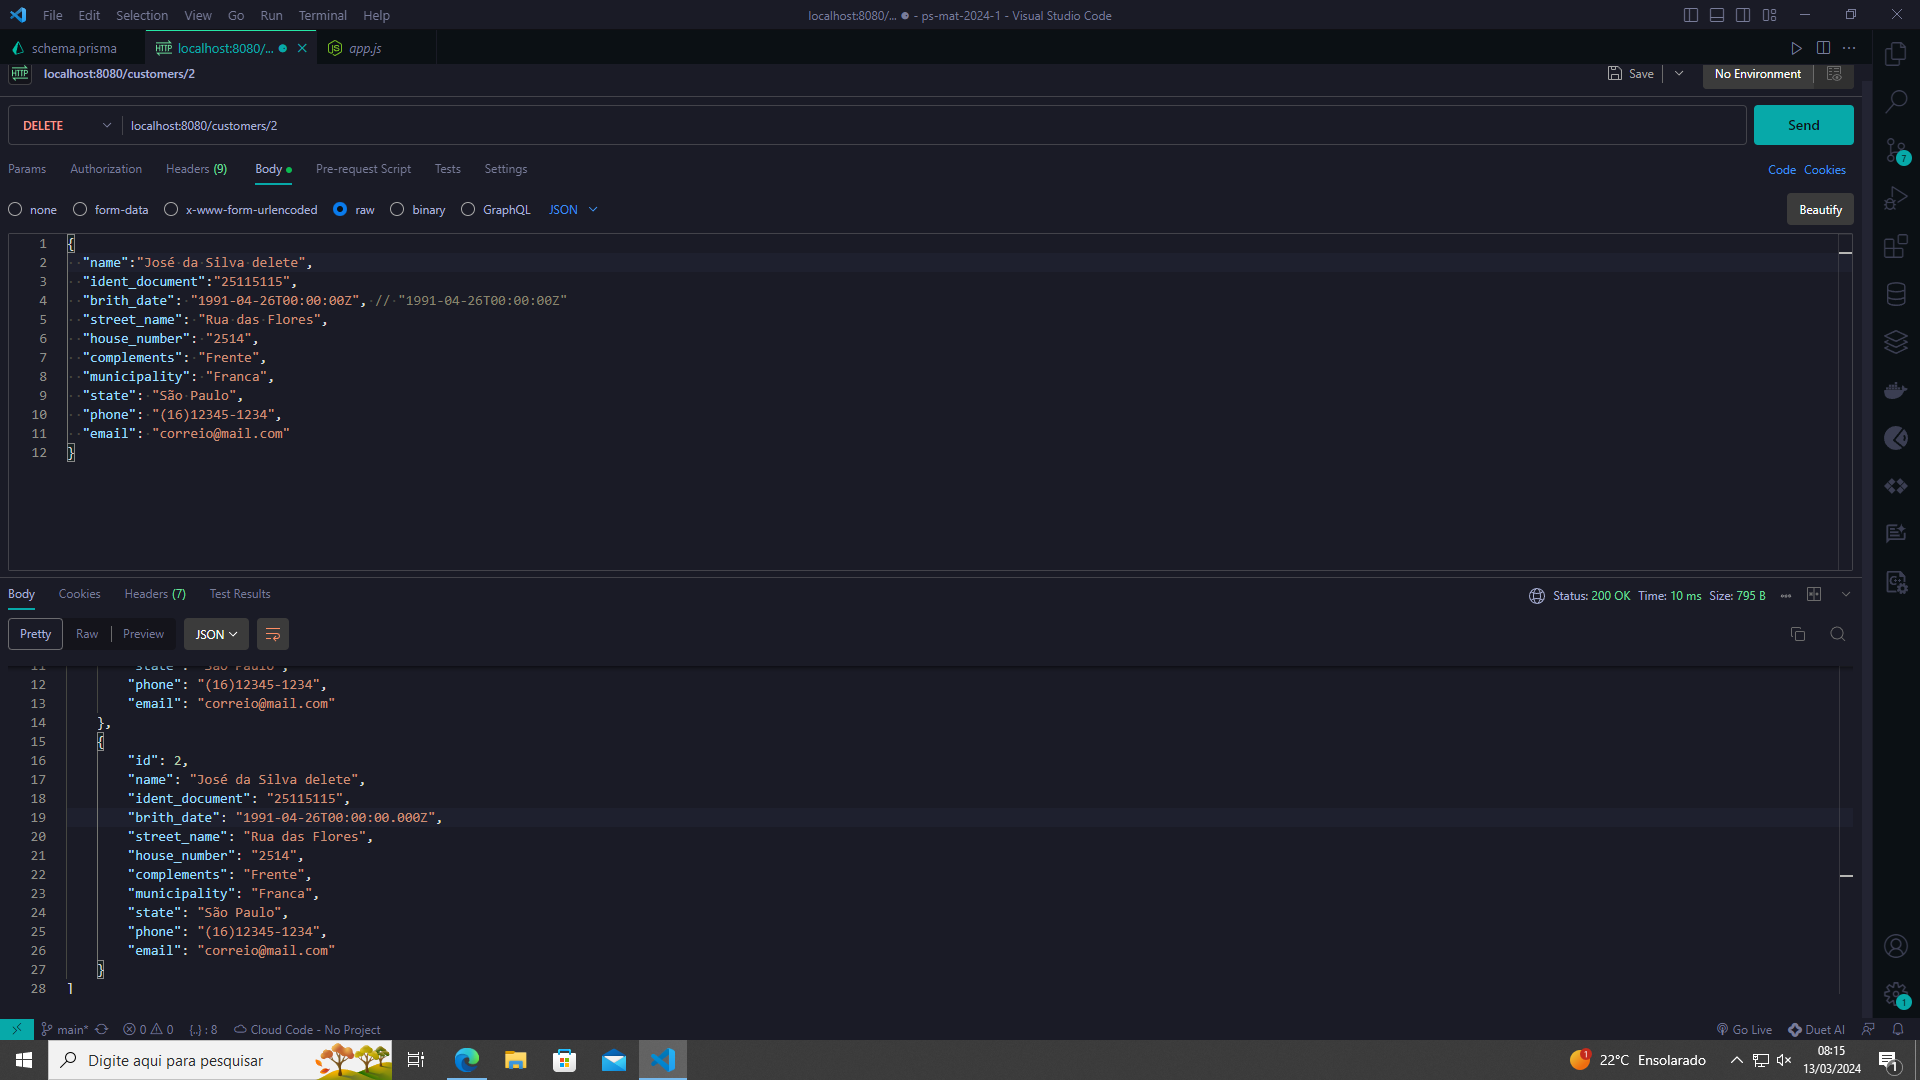 File Edit Selection View Go Run Terminal Help
localhost:8080/... ● - ps-mat-2024-1 - Visual Studio Code
schema.prisma
HTTP localhost:8080/...
JS app.js
HTTP localhost:8080/customers/2
Save
No Environment
DELETE
localhost:8080/customers/2
Send
Params Authorization Headers (9) Body Pre-request Script Tests Settings
Code Cookies
none form-data x-www-form-urlencoded raw binary GraphQL JSON
Beautify
1 {
2 "name":"José da Silva delete",
3 "ident_document":"25115115",
4 "brith_date": "1991-04-26T00:00:00Z", // "1991-04-26T00:00:00Z"
5 "street_name": "Rua das Flores",
6 "house_number": "2514",
7 "complements": "Frente",
8 "municipality": "Franca",
9 "state": "São Paulo",
10 "phone": "(16)12345-1234",
11 "email": "correio@mail.com"
12 }
Body Cookies Headers (7) Test Results
Status: 200 OK Time: 10 ms Size: 795 B
Pretty Raw Preview JSON
11 "state": "São Paulo",
12 "phone": "(16)12345-1234",
13 "email": "correio@mail.com"
14 },
15 {
16 "id": 2,
17 "name": "José da Silva delete",
18 "ident_document": "25115115",
19 "brith_date": "1991-04-26T00:00:00.000Z",
20 "street_name": "Rua das Flores",
21 "house_number": "2514",
22 "complements": "Frente",
23 "municipality": "Franca",
24 "state": "São Paulo",
25 "phone": "(16)12345-1234",
26 "email": "correio@mail.com"
27 }
28 ]
7
1
main* 0 0 {..} : 8 Cloud Code - No Project
Go Live Duet AI
Digite aqui para pesquisar
1 22°C Ensolarado
08:15
13/03/2024
1